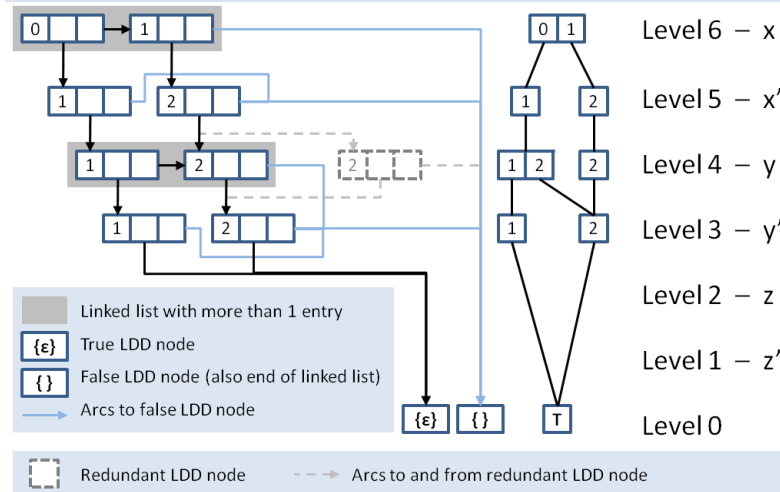 0 1 0 1 Level 6 – x
1 2 1 2 Level 5 – x'
1 2 2 1 2 2 Level 4 – y
1 2 1 2 Level 3 – y'
Level 2 – z
Linked list with more than 1 entry
{ε} True LDD node
Level 1 – z'
{ } False LDD node (also end of linked list)
Arcs to false LDD node
{ε} { } T Level 0
Redundant LDD node Arcs to and from redundant LDD node